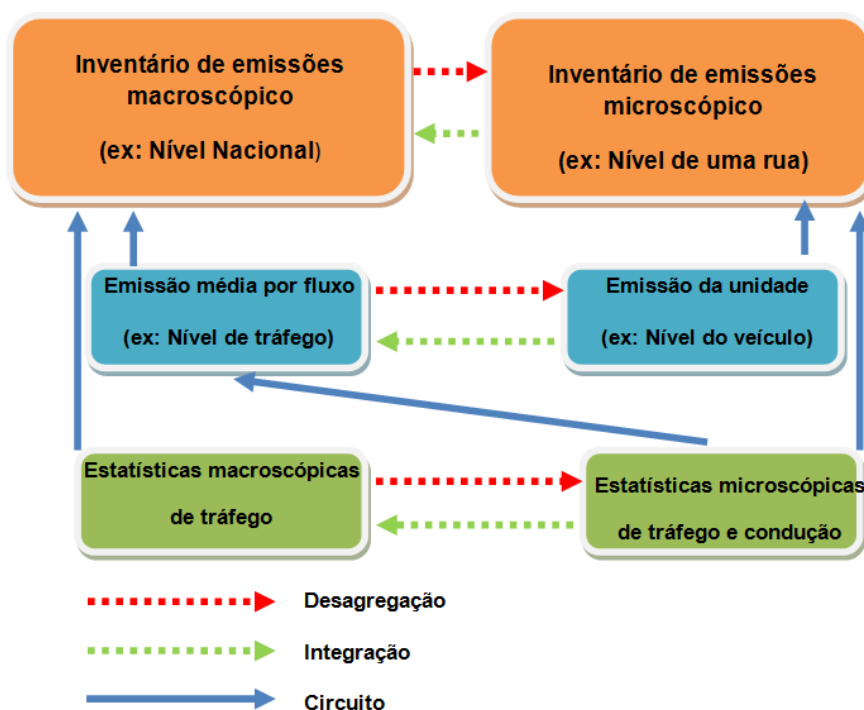 Inventário de emissões
macroscópico
(ex: Nível Nacional)
Inventário de emissões
microscópico
(ex: Nível de uma rua)
Emissão média por fluxo
(ex: Nível de tráfego)
Emissão da unidade
(ex: Nível do veículo)
Estatísticas macroscópicas
de tráfego
Estatísticas microscópicas
de tráfego e condução
Desagregação
Integração
Circuito